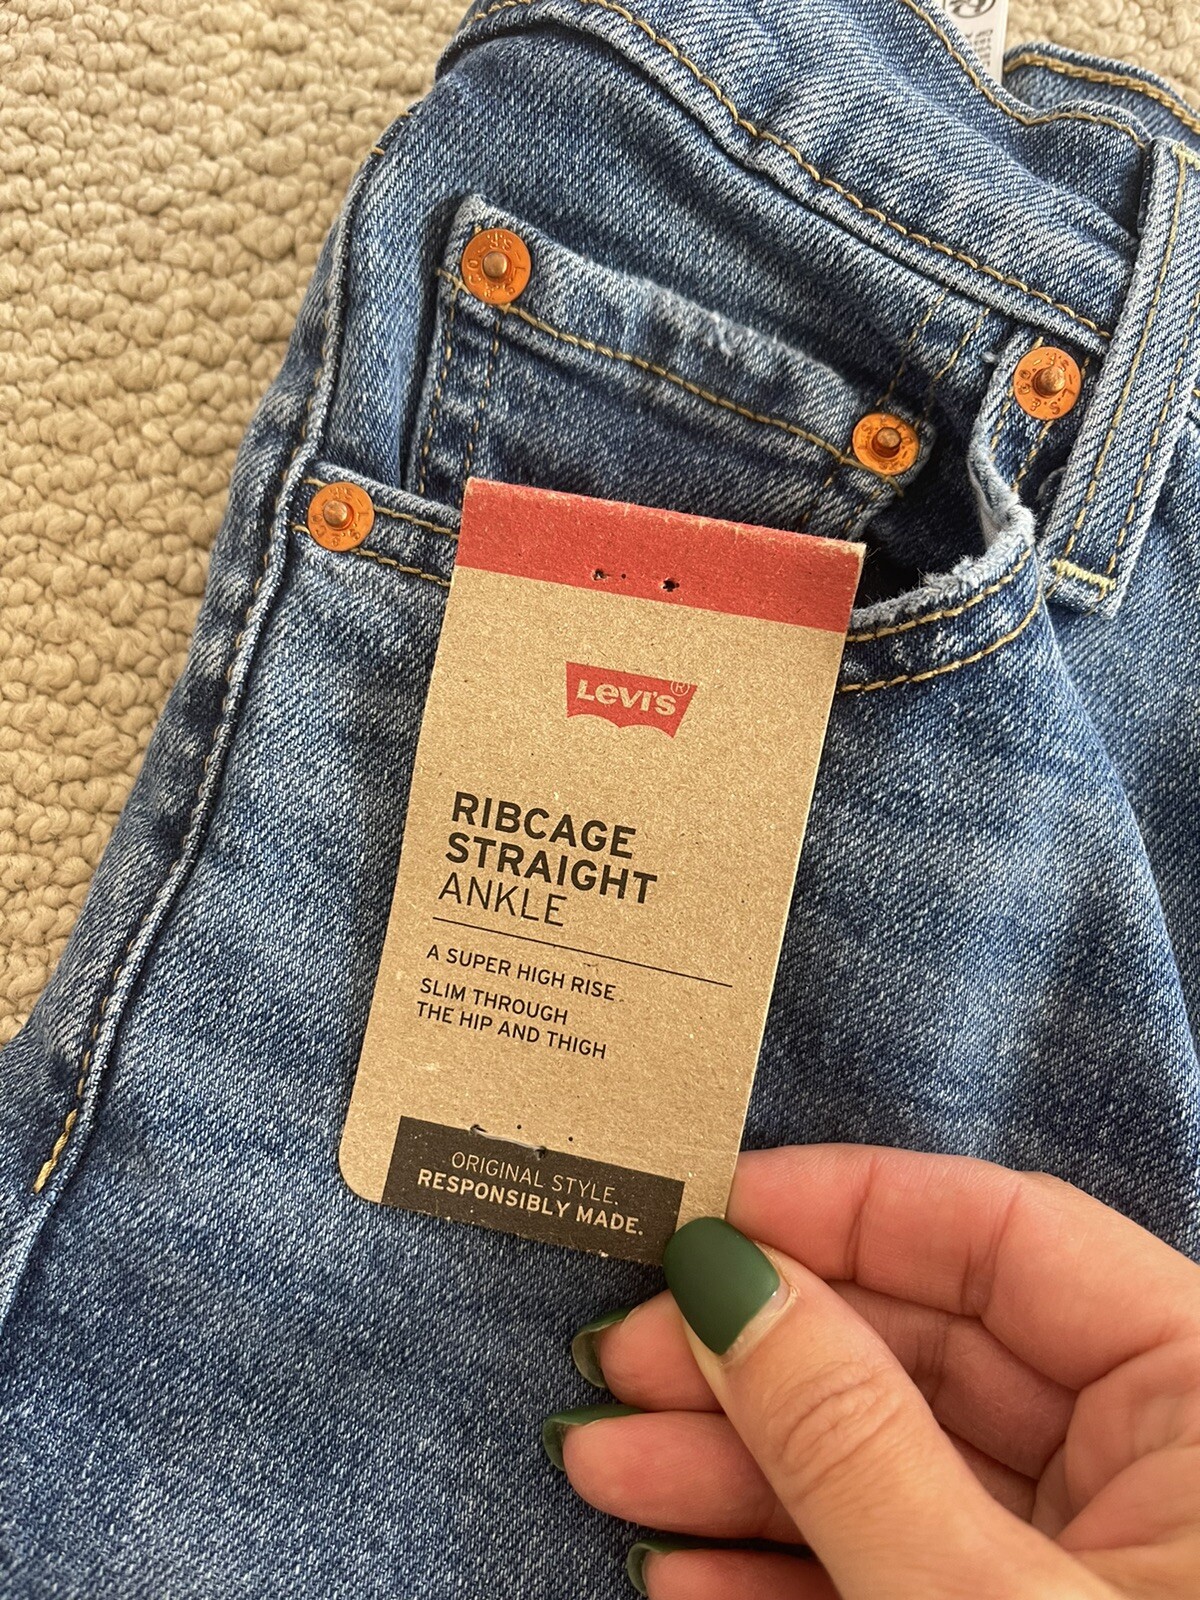 Levi's®
RIBCAGE
STRAIGHT
ANKLE
A SUPER HIGH RISE
SLIM THROUGH
THE HIP AND THIGH
ORIGINAL STYLE.
RESPONSIBLY MADE.